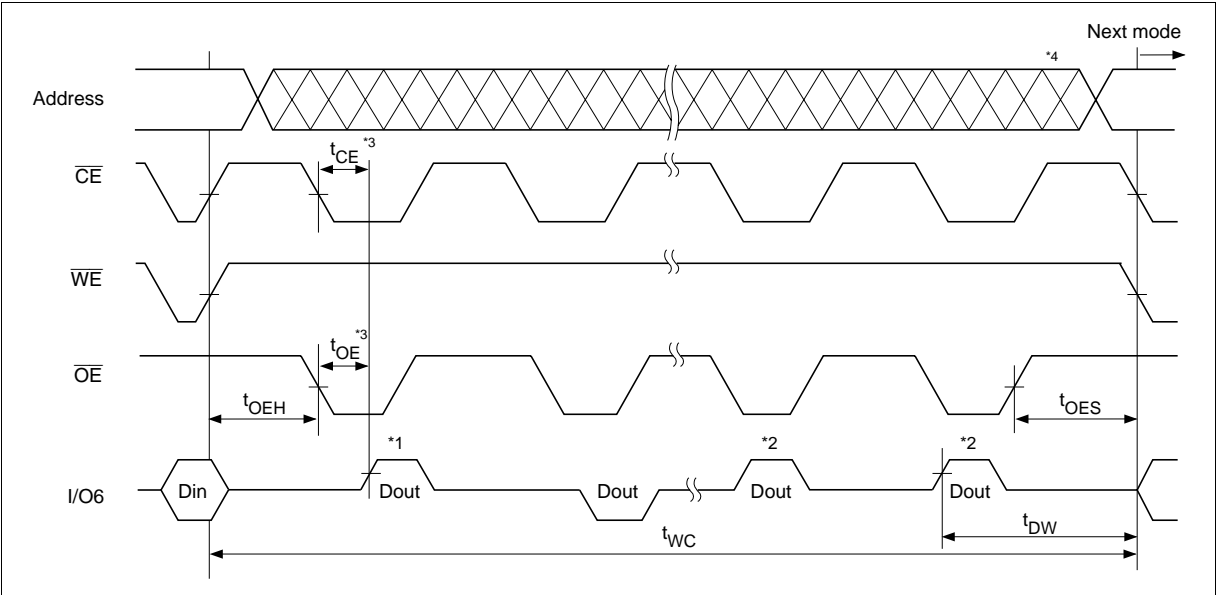 Next mode
*4
Address
tCE *3
CE
WE
tOE *3
OE
tOEH
tOES
*1
*2
*2
I/O6
Din
Dout
Dout
Dout
Dout
tDW
tWC